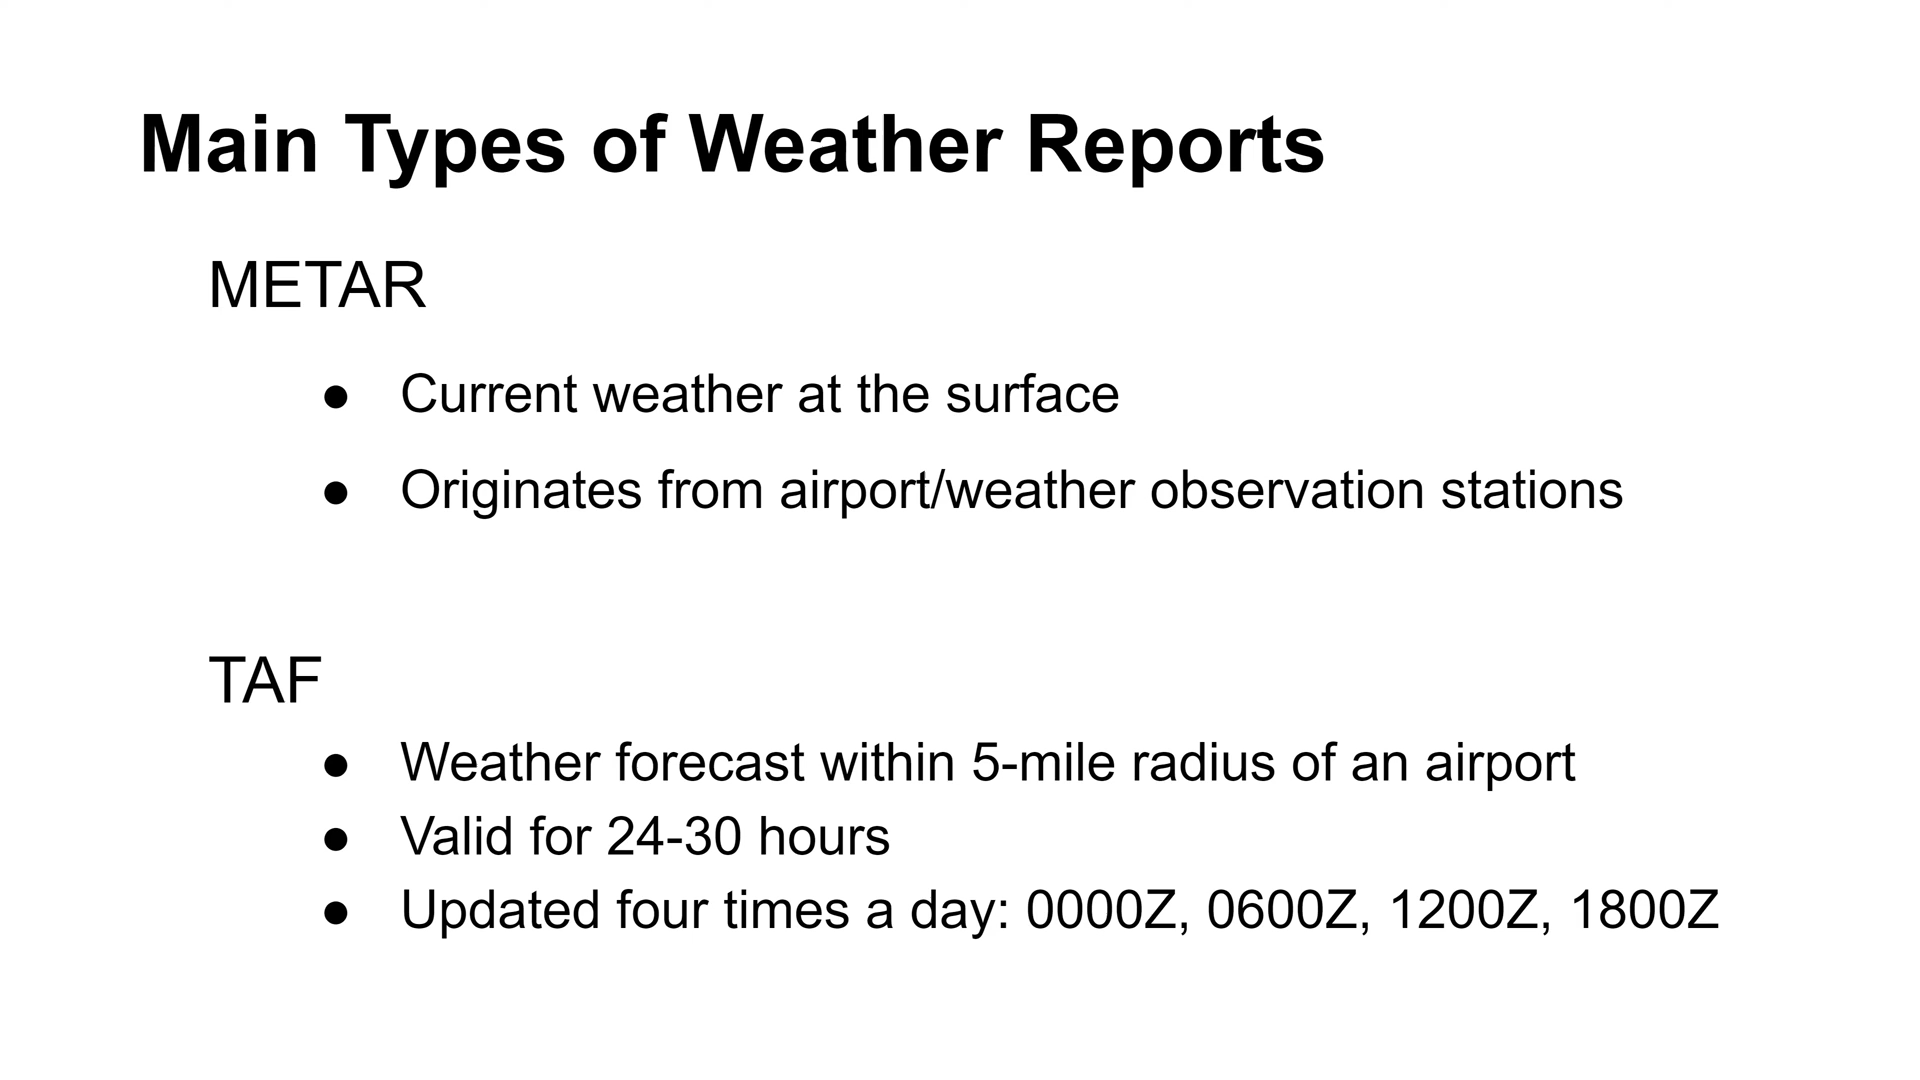 Main Types of Weather Reports
METAR
● Current weather at the surface
● Originates from airport/weather observation stations
TAF
● Weather forecast within 5-mile radius of an airport
● Valid for 24-30 hours
● Updated four times a day: 0000Z, 0600Z, 1200Z, 1800Z